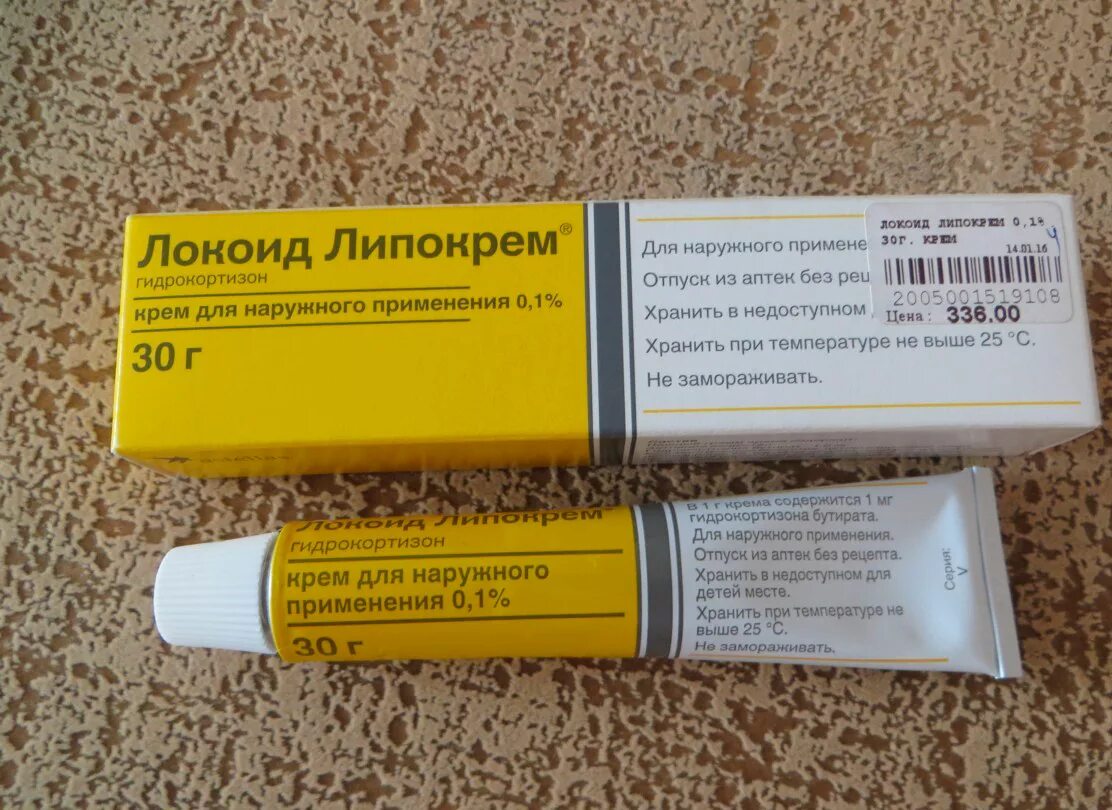 Локоид Липокрем®
гидрокортизон
крем для наружного применения 0,1%
30 г
Для наружного примене
Отпуск из аптек без рец
Хранить в недоступном
Хранить при температуре не выше 25 °C.
Не замораживать.
ЛОКОИД ЛИПОКРЕМ 0,1%
30г. КРЕМ
14.01.16
2005001519108
Цена: 336.00
astellas
Локоид Липокрем®
гидрокортизон
крем для наружного
применения 0,1%
30 г
В 1 г крема содержится 1 мг
гидрокортизона бутирата.
Для наружного применения.
Отпуск из аптек без рецепта.
Хранить в недоступном для
детей месте.
Хранить при температуре не
выше 25 °C.
Не замораживать.
Серия:
V